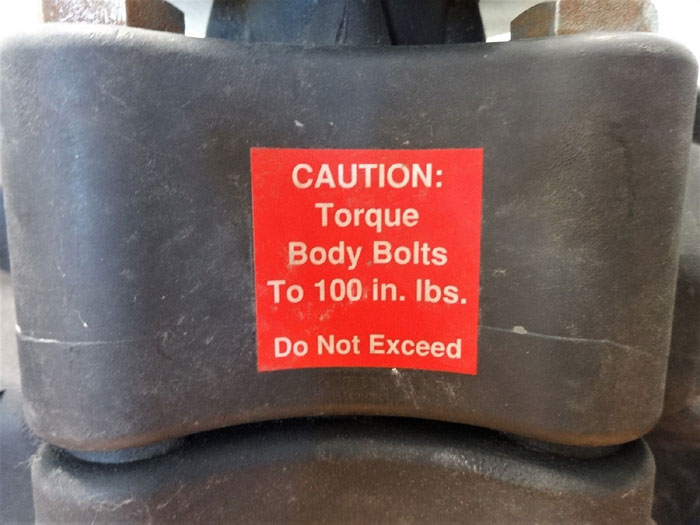 CAUTION:
Torque
Body Bolts
To 100 in. lbs.
Do Not Exceed